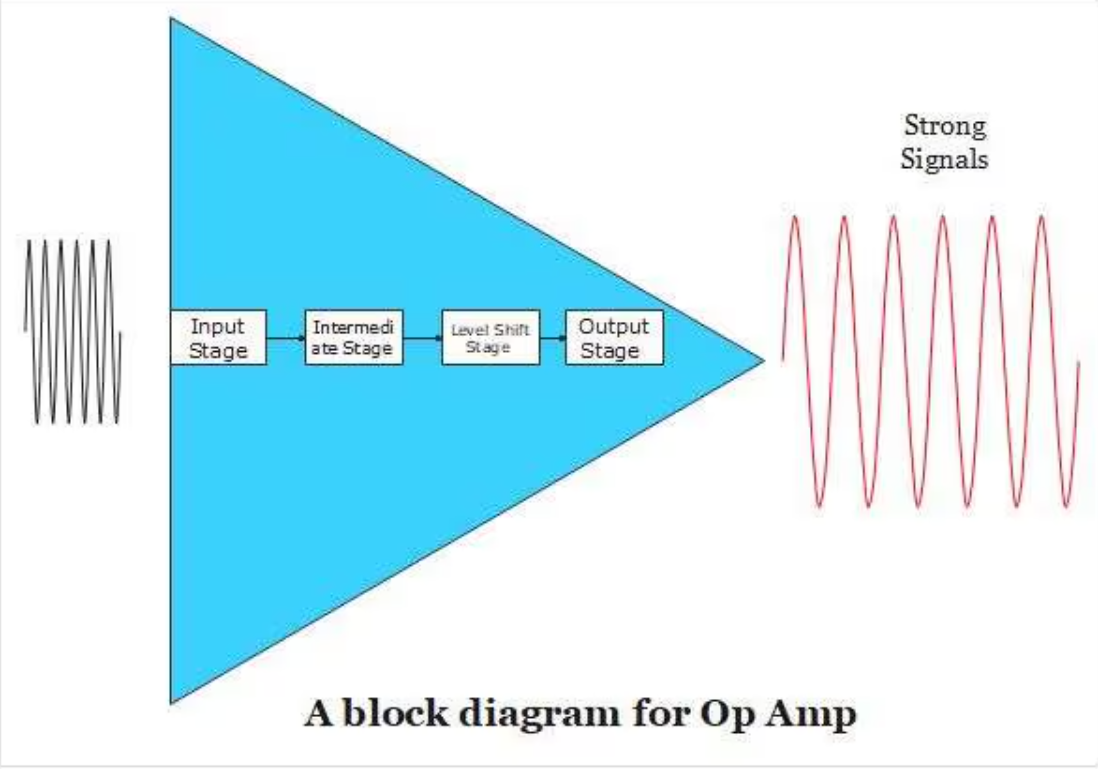 Strong
Signals
Input
Stage
Intermedi
ate Stage
Level Shift
Stage
Output
Stage
A block diagram for Op Amp